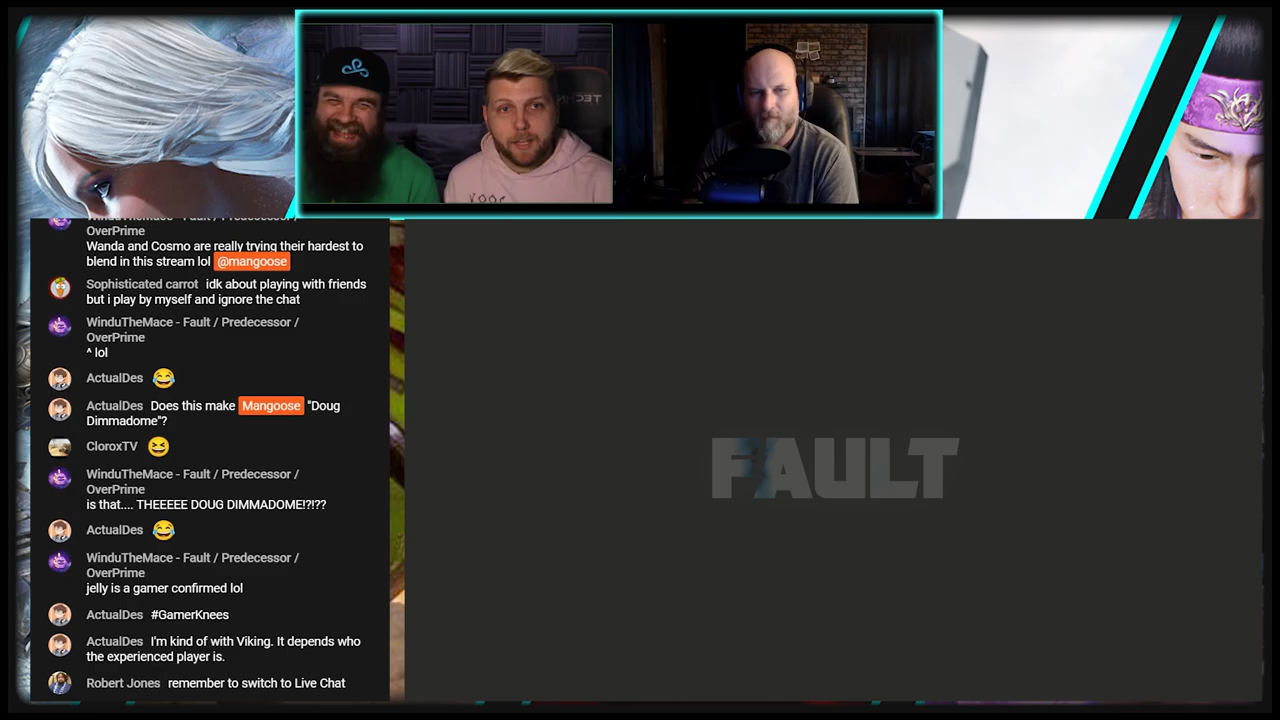 WinduTheMace - Fault / Predecessor /
OverPrime
Wanda and Cosmo are really trying their hardest to
blend in this stream lol @mangoose
Sophisticated carrot idk about playing with friends
but i play by myself and ignore the chat
WinduTheMace - Fault / Predecessor /
OverPrime
^ lol
ActualDes 😂
ActualDes Does this make Mangoose "Doug
Dimmadome"?
CloroxTV 😆
WinduTheMace - Fault / Predecessor /
OverPrime
is that.... THEEEEE DOUG DIMMADOME!?!??
ActualDes 😂
WinduTheMace - Fault / Predecessor /
OverPrime
jelly is a gamer confirmed lol
ActualDes #GamerKnees
ActualDes I'm kind of with Viking. It depends who
the experienced player is.
Robert Jones remember to switch to Live Chat
FAULT